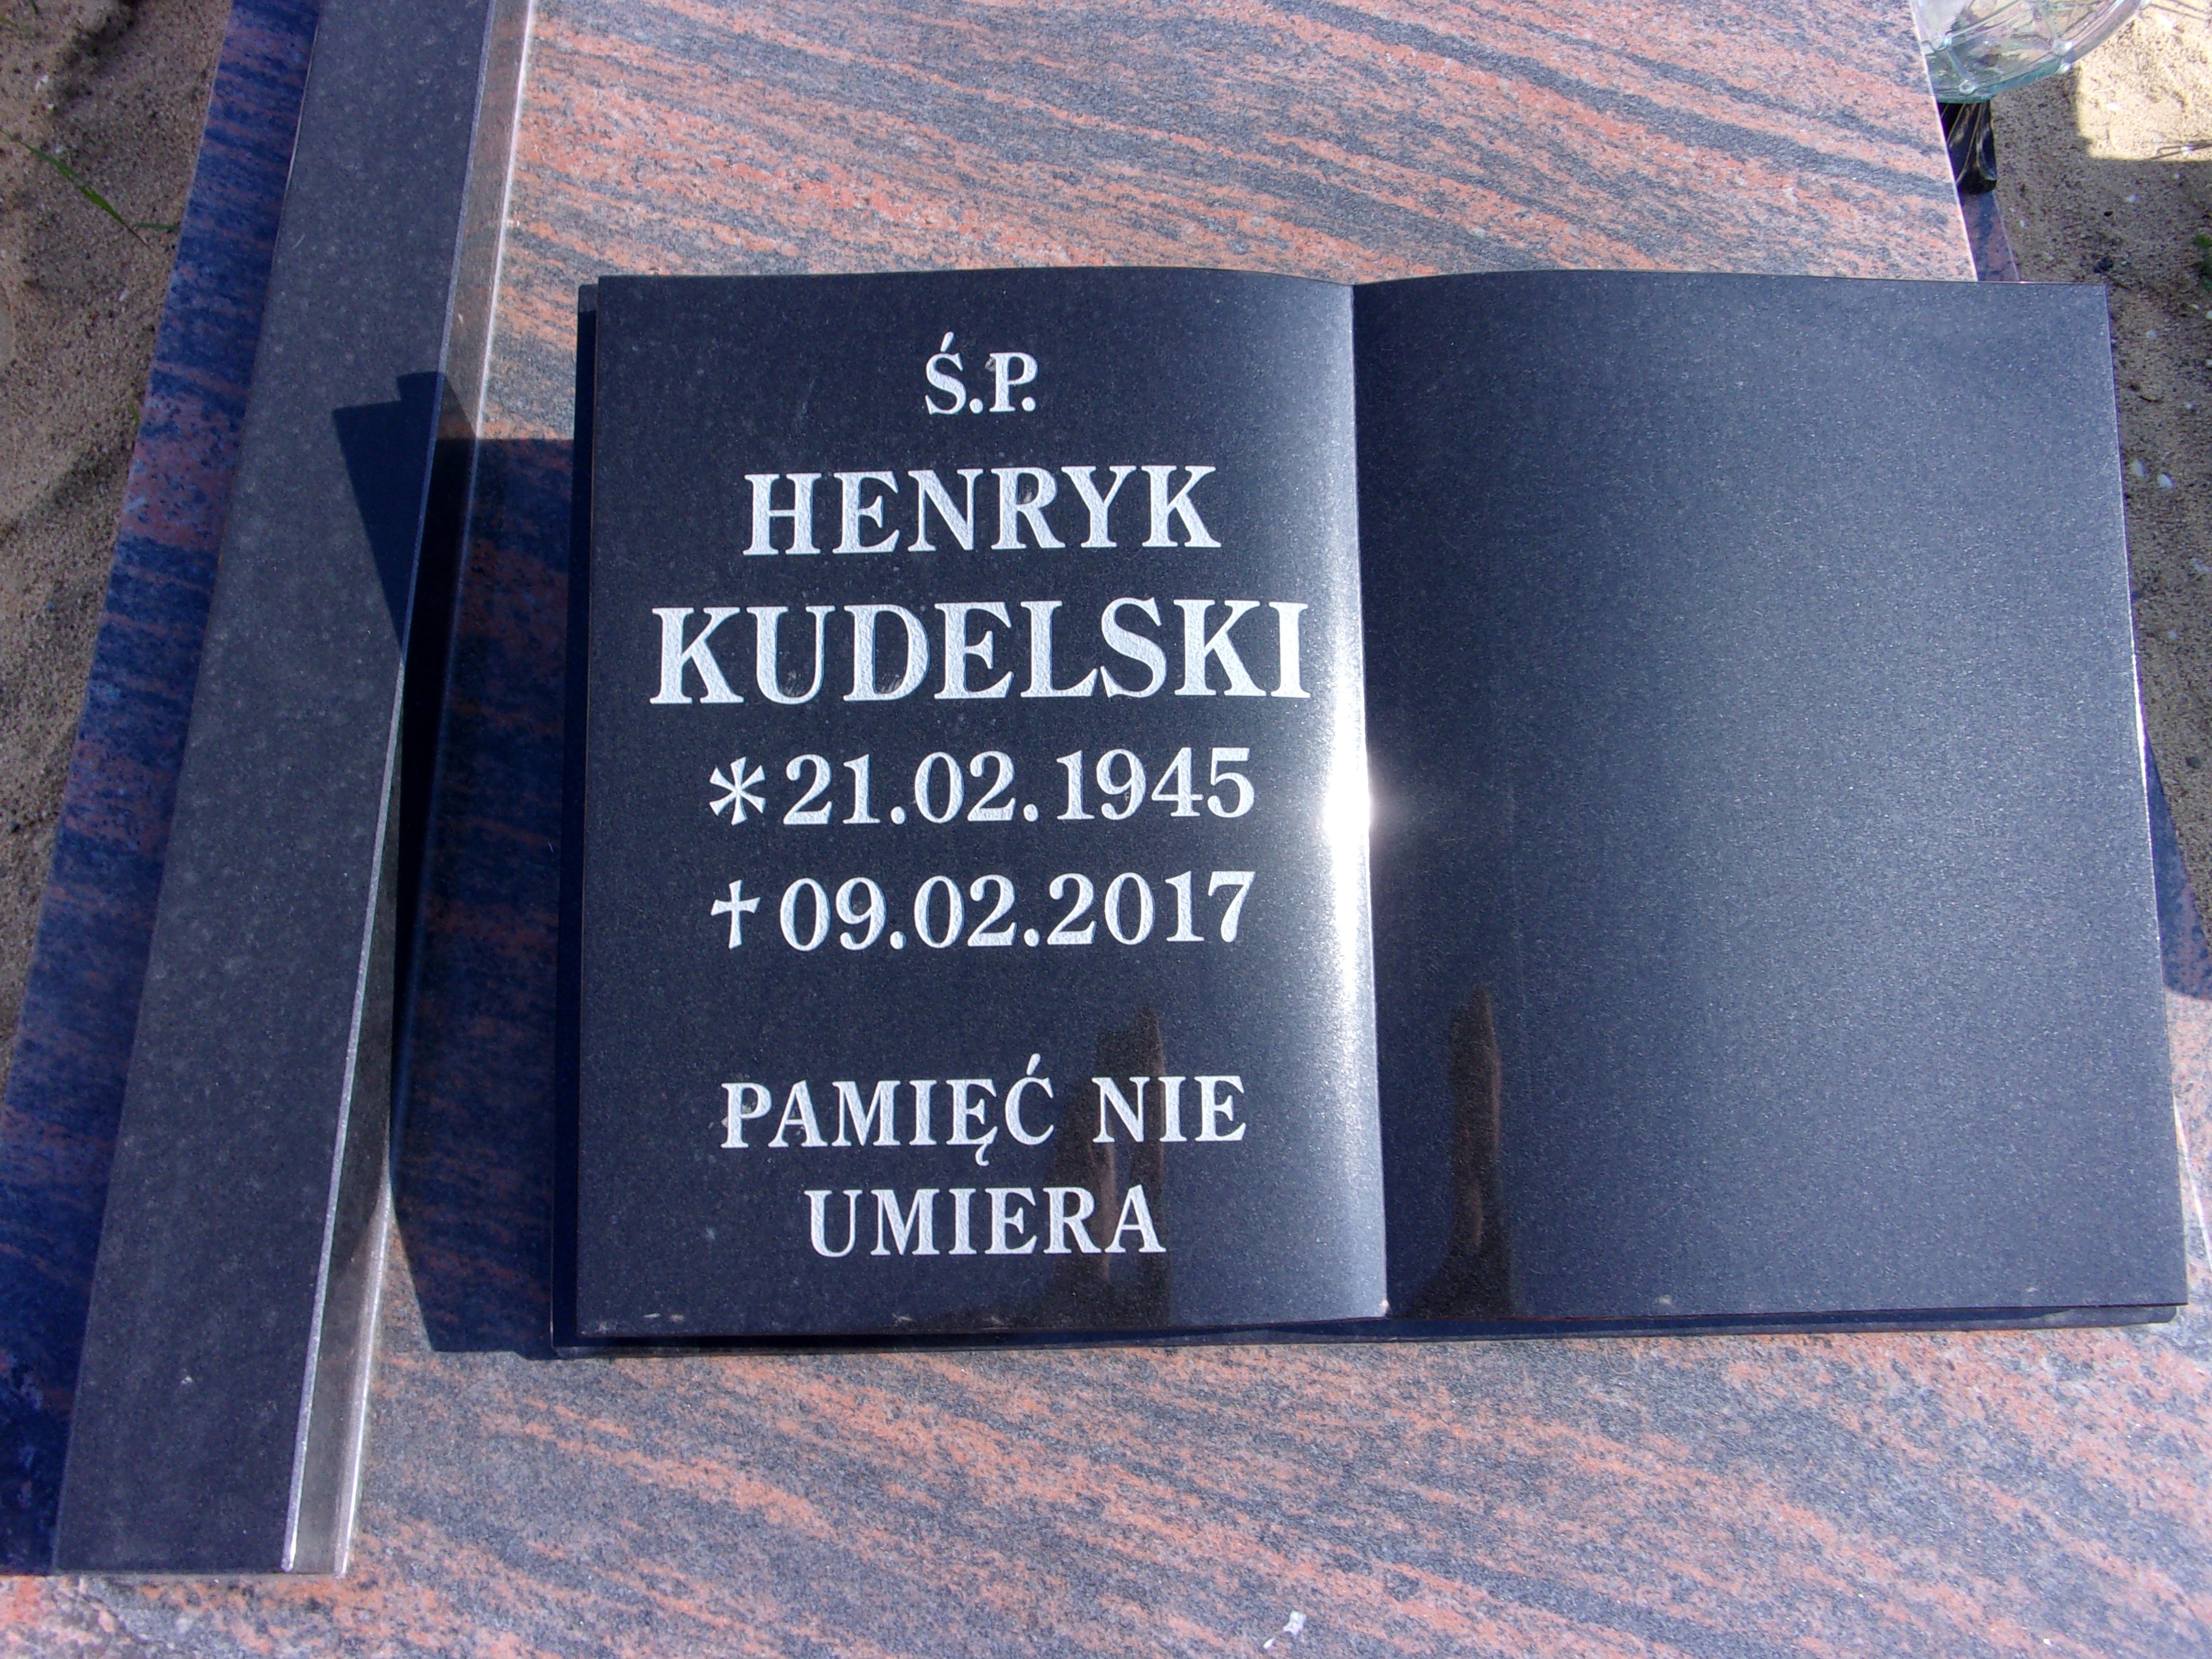 Ś.P.
HENRYK
KUDELSKI
*21.02.1945
†09.02.2017
PAMIĘĆ NIE
UMIERA